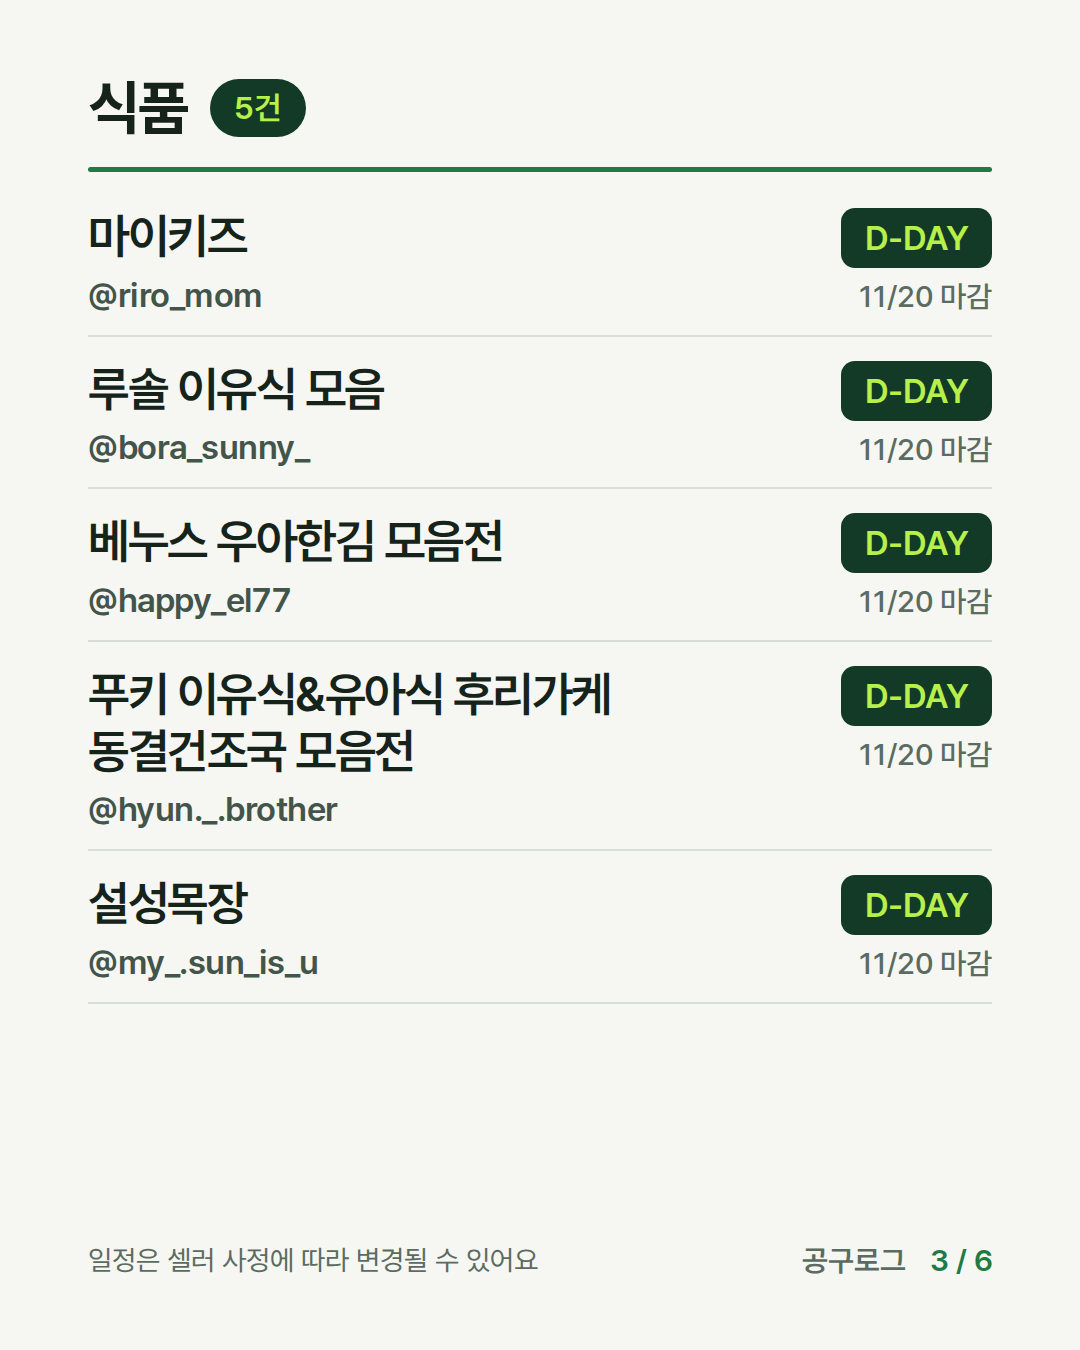 식품 5건
마이키즈 D-DAY
@riro_mom 11/20 마감
루솔 이유식 모음 D-DAY
@bora_sunny_ 11/20 마감
베누스 우아한김 모음전 D-DAY
@happy_el77 11/20 마감
푸키 이유식&유아식 후리가케 D-DAY
동결건조국 모음전 11/20 마감
@hyun._.brother
설성목장 D-DAY
@my_.sun_is_u 11/20 마감
일정은 셀러 사정에 따라 변경될 수 있어요 공구로그 3 / 6